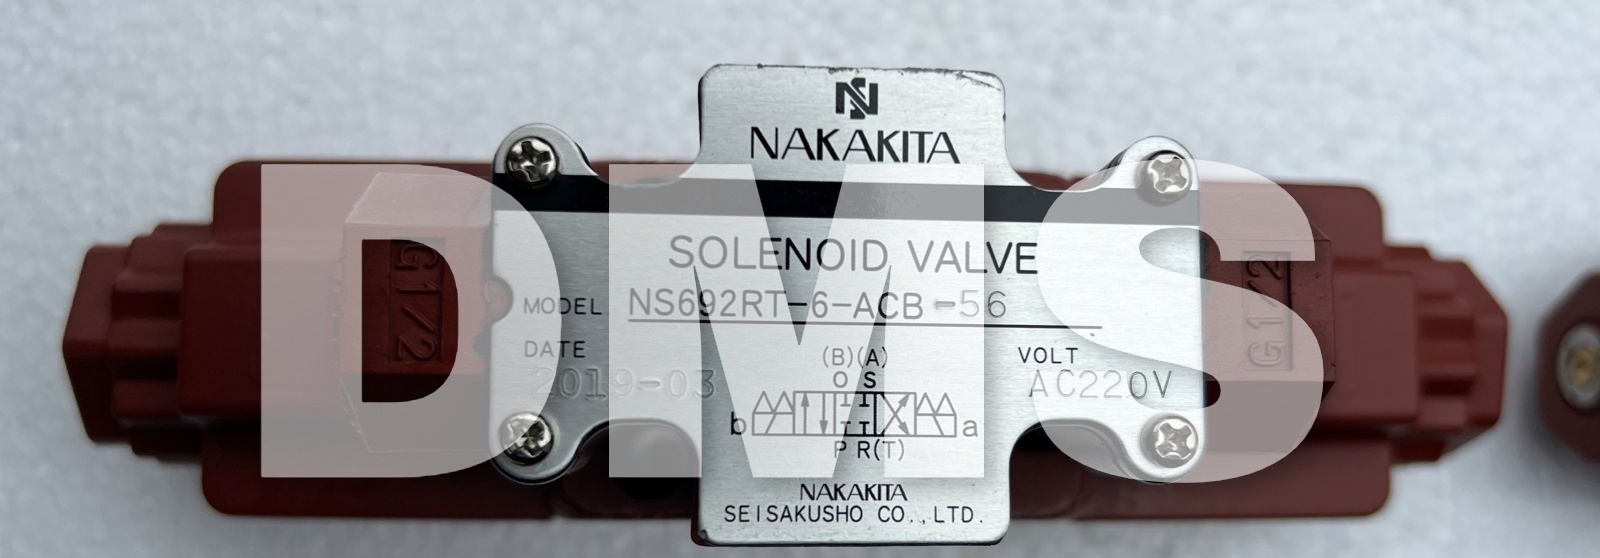 NAKAKITA
SOLENOID VALVE
MODEL NS692RT-6-ACB-56
DATE VOLT
2019-03 AC220V
(B)(A)
O S
b a
P R(T)
NAKAKITA
SEISAKUSHO CO.,LTD.
G1/2
G1/2
DMS